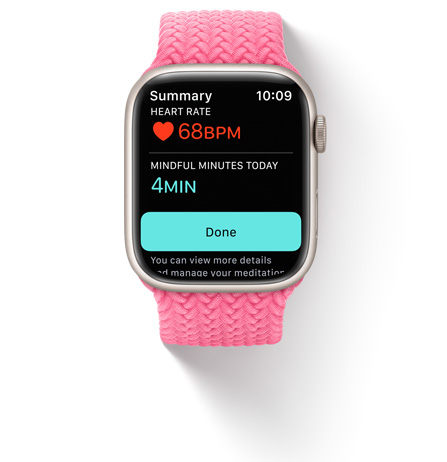 Summary 10:09
HEART RATE
68BPM
MINDFUL MINUTES TODAY
4MIN
Done
You can view more details
and manage your meditation